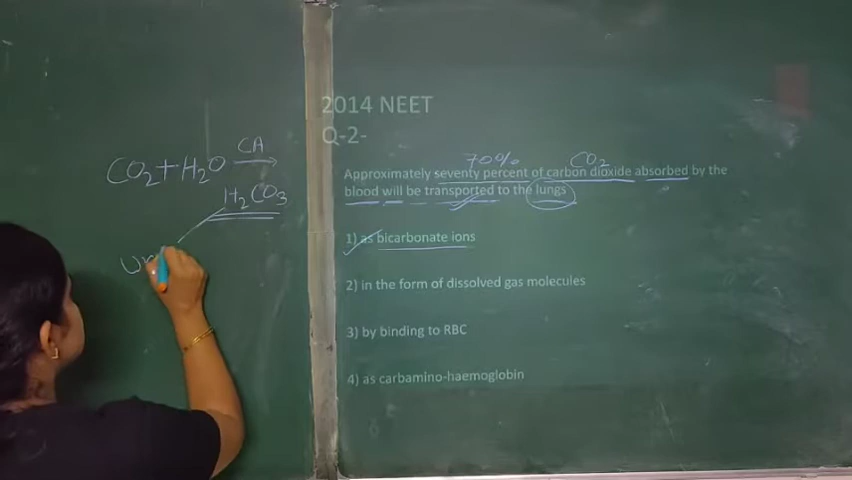 CA
CO2 + H2O →
H2CO3
2014 NEET
Q-2-
70% CO2
Approximately seventy percent of carbon dioxide absorbed by the
blood will be transported to the lungs
1) as bicarbonate ions
2) in the form of dissolved gas molecules
3) by binding to RBC
4) as carbamino-haemoglobin